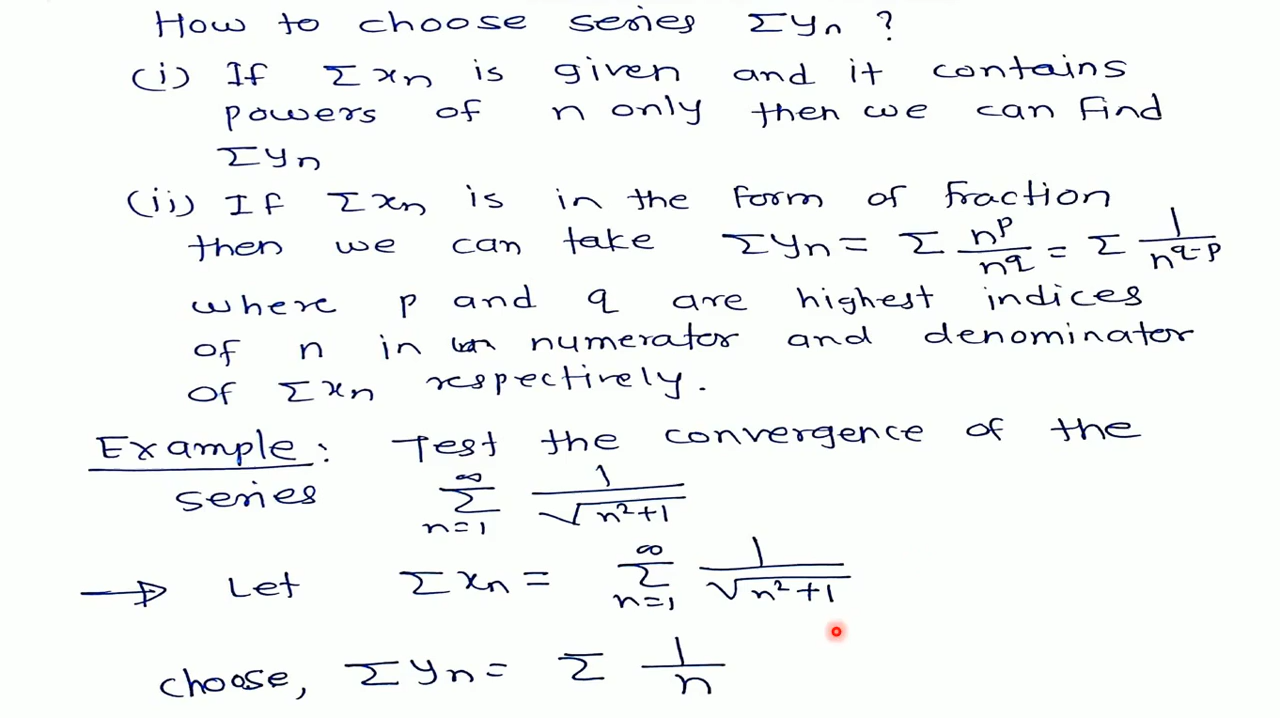 How to choose series Σyₙ ?
(i) If Σxₙ is given and it contains
powers of n only then we can find
Σyₙ
(ii) If Σxₙ is in the form of fraction
then we can take Σyₙ = Σ n^p/n^q = Σ 1/n^(q-p)
where p and q are highest indices
of n in numerator and denominator
of Σxₙ respectively.
Example: Test the convergence of the
series Σ_{n=1}^{∞} 1/√(n²+1)
→ Let Σxₙ = Σ_{n=1}^{∞} 1/√(n²+1)
choose, Σyₙ = Σ 1/n